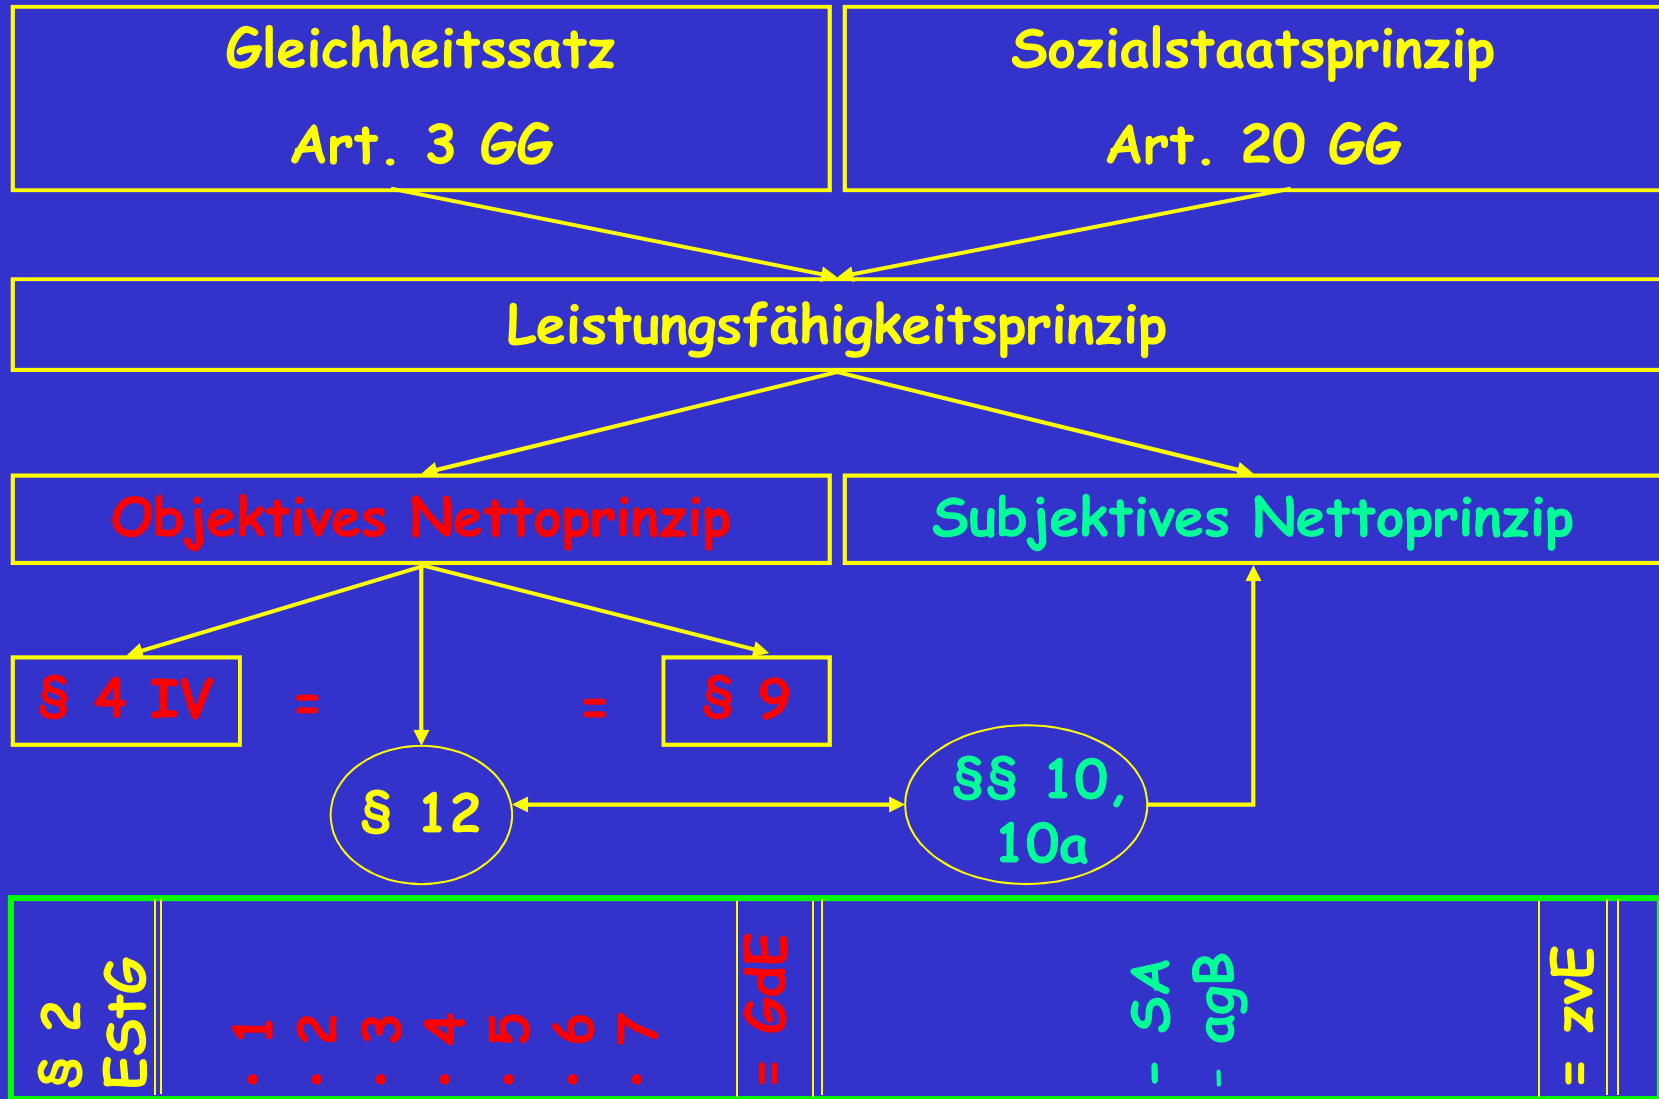 Gleichheitssatz
Art. 3 GG
Sozialstaatsprinzip
Art. 20 GG
Leistungsfähigkeitsprinzip
Objektives Nettoprinzip
Subjektives Nettoprinzip
§ 4 IV
=
=
§ 9
§ 12
§§ 10,
10a
§ 2
EStG
. 1
. 2
. 3
. 4
. 5
. 6
. 7
= GdE
- SA
- agB
= zvE